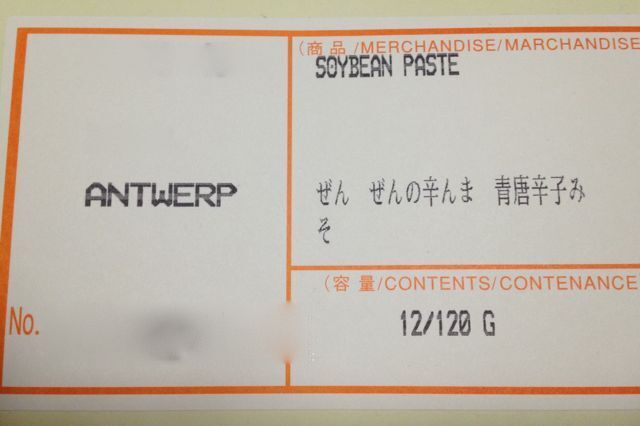 (商品/MERCHANDISE/MARCHANDISE
SOYBEAN PASTE
ANTWERP
ぜん ぜんの辛んま 青唐辛子み
そ
(容量/CONTENTS/CONTENANCE
No.
12/120 G